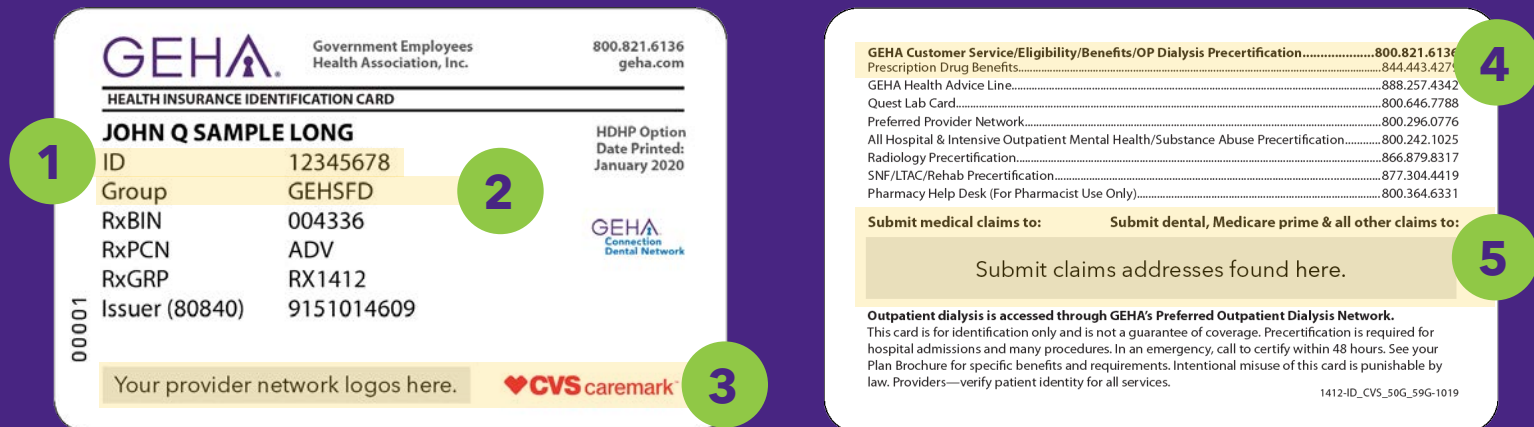 GEHA.
Government Employees
Health Association, Inc.
800.821.6136
geha.com
HEALTH INSURANCE IDENTIFICATION CARD
JOHN Q SAMPLE LONG
1
ID 12345678
Group GEHSFD
2
RxBIN 004336
RxPCN ADV
RxGRP RX1412
Issuer (80840) 9151014609
00001
HDHP Option
Date Printed:
January 2020
GEHA
Connection
Dental Network
Your provider network logos here.
CVS caremark
3
GEHA Customer Service/Eligibility/Benefits/OP Dialysis Precertification................800.821.6136
4
Prescription Drug Benefits................844.443.4279
GEHA Health Advice Line................888.257.4342
Quest Lab Card................800.646.7788
Preferred Provider Network................800.296.0776
All Hospital & Intensive Outpatient Mental Health/Substance Abuse Precertification...........800.242.1025
Radiology Precertification................866.879.8317
SNF/LTAC/Rehab Precertification................877.304.4419
Pharmacy Help Desk (For Pharmacist Use Only)................800.364.6331
Submit medical claims to: Submit dental, Medicare prime & all other claims to:
5
Submit claims addresses found here.
Outpatient dialysis is accessed through GEHA's Preferred Outpatient Dialysis Network.
This card is for identification only and is not a guarantee of coverage. Precertification is required for
hospital admissions and many procedures. In an emergency, call to certify within 48 hours. See your
Plan Brochure for specific benefits and requirements. Intentional misuse of this card is punishable by
law. Providers—verify patient identity for all services.
1412-ID_CVS_50G_59G-1019